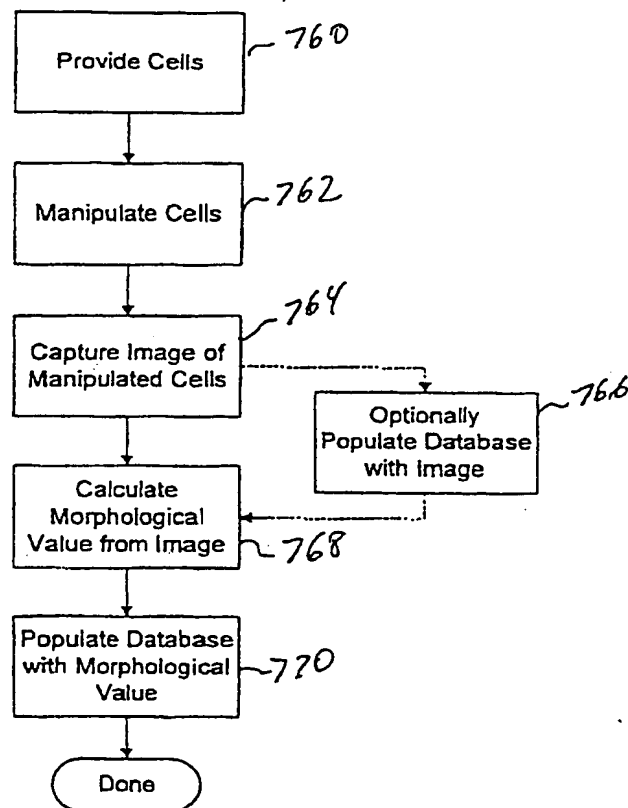 Provide Cells
760
Manipulate Cells
762
Capture Image of
Manipulated Cells
764
Optionally
Populate Database
with Image
766
Calculate
Morphological
Value from Image
768
Populate Database
with Morphological
Value
770
Done